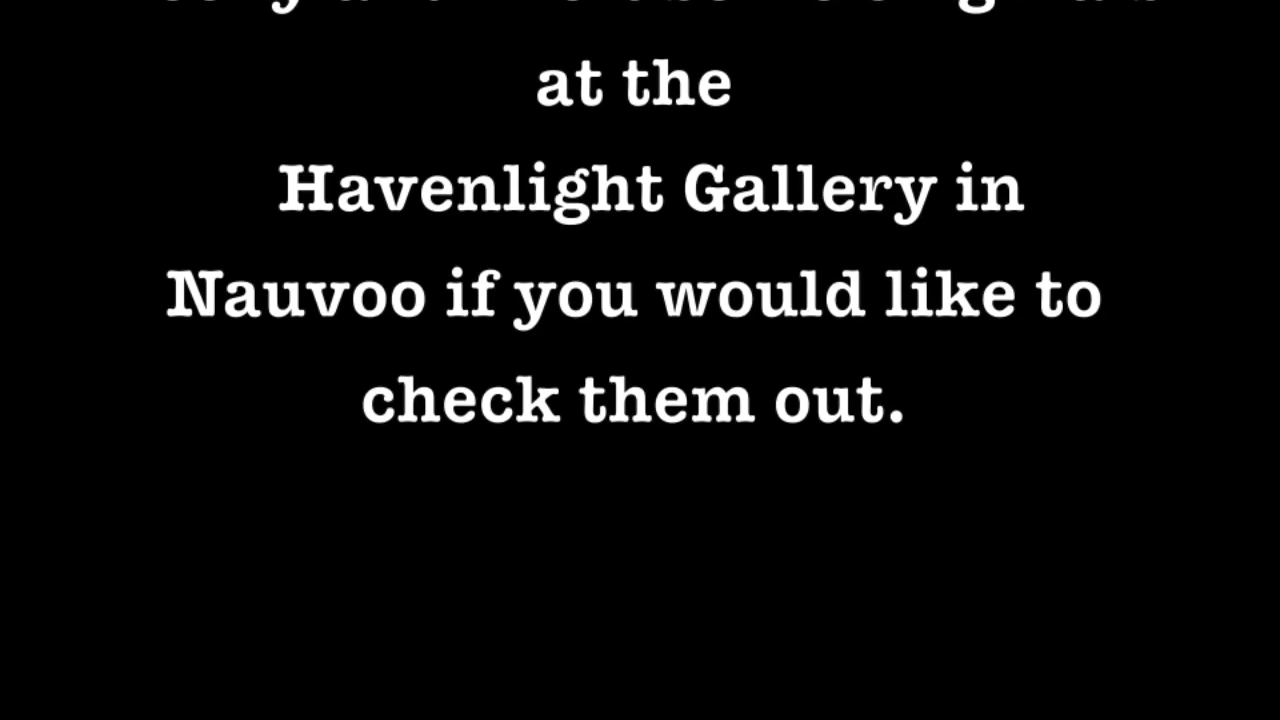 at the
Havenlight Gallery in
Nauvoo if you would like to
check them out.